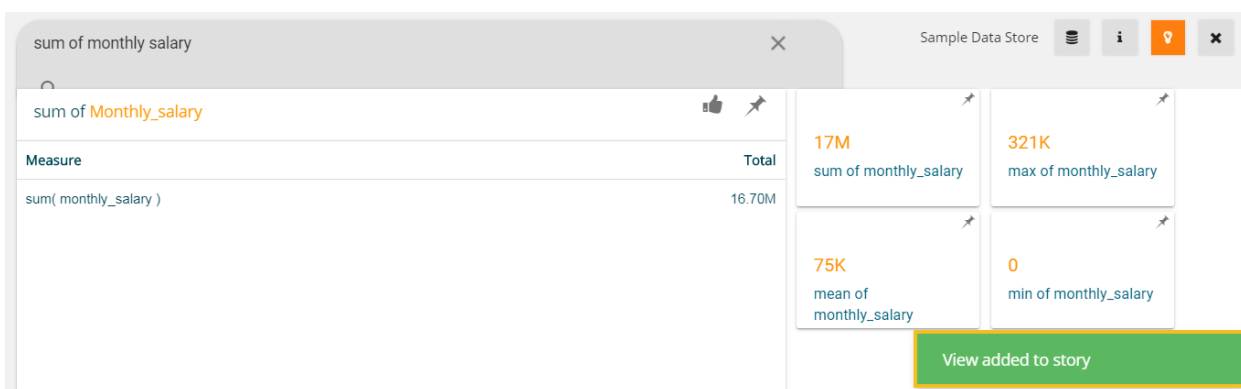 sum of monthly salary
Sample Data Store
sum of Monthly_salary
Measure Total
sum( monthly_salary ) 16.70M
17M
sum of monthly_salary
321K
max of monthly_salary
75K
mean of
monthly_salary
0
min of monthly_salary
View added to story